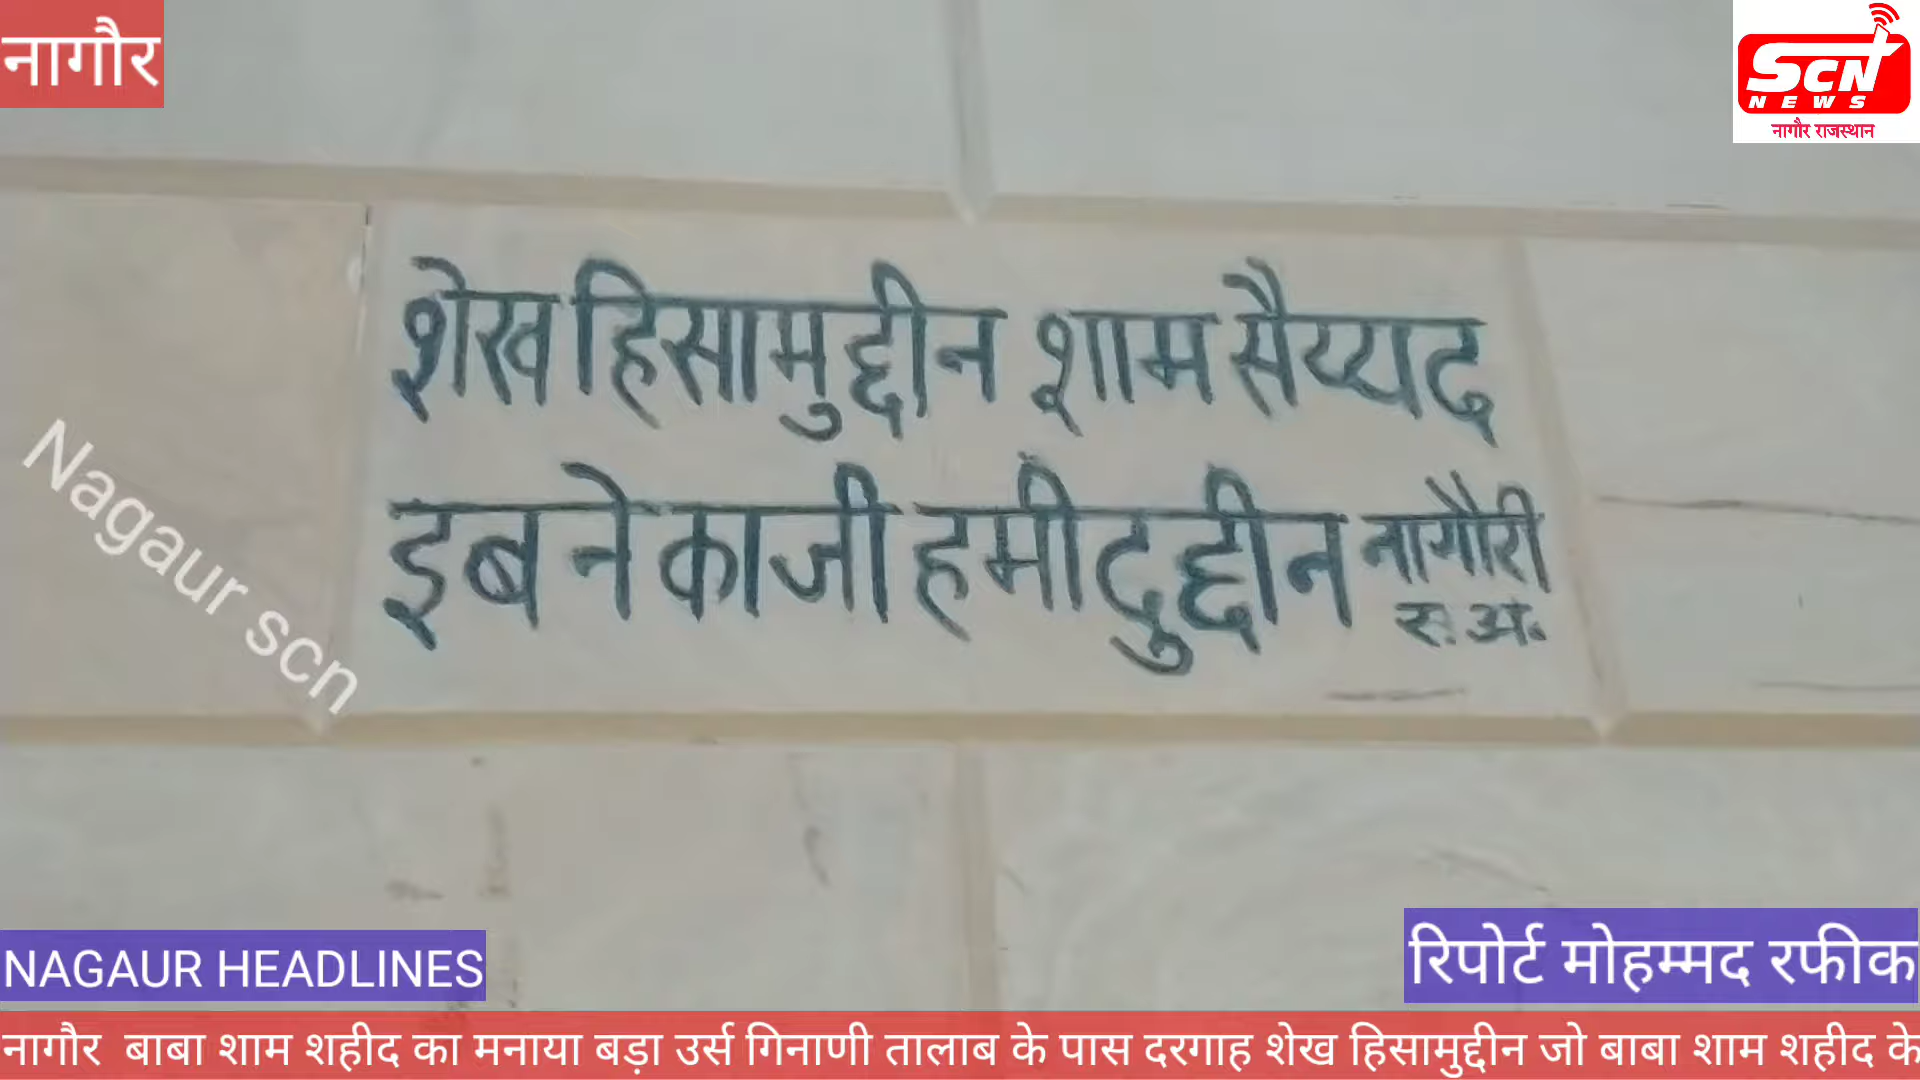 नागौर
SCN
NEWS
नागौर राजस्थान
शेख हिसामुद्दीन शाम सैय्यद
इबने काजी हमीदुद्दीन नागौरी
र.अ.
Nagaur scn
NAGAUR HEADLINES
रिपोर्ट मोहम्मद रफीक
नागौर बाबा शाम शहीद का मनाया बड़ा उर्स गिनाणी तालाब के पास दरगाह शेख हिसामुद्दीन जो बाबा शाम शहीद के